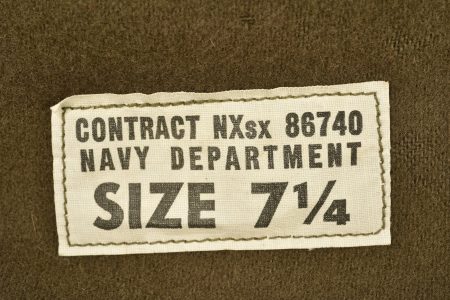 CONTRACT NXsx 86740
NAVY DEPARTMENT
SIZE 7¼